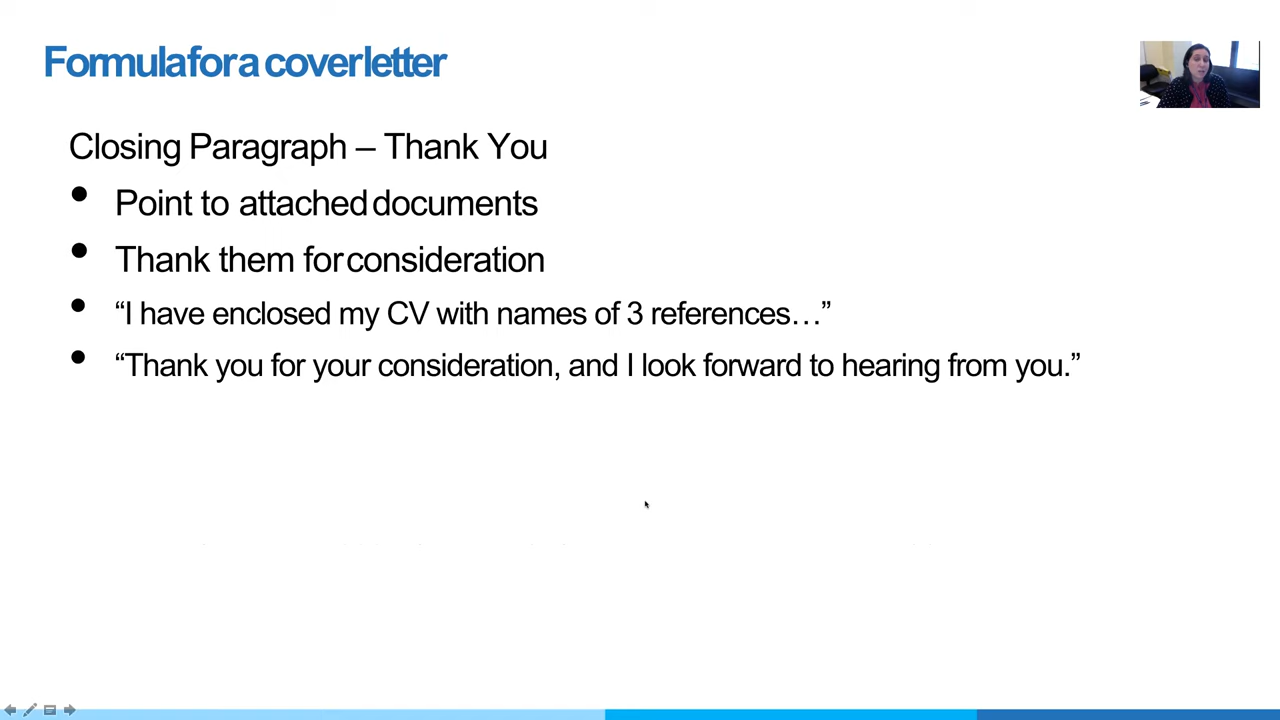 Formula for a cover letter
Closing Paragraph – Thank You
• Point to attached documents
• Thank them for consideration
• “I have enclosed my CV with names of 3 references…”
• “Thank you for your consideration, and I look forward to hearing from you.”